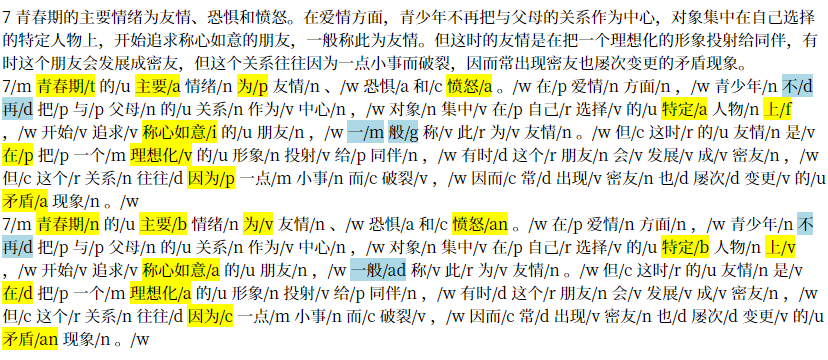 7 青春期的主要情绪为友情、恐惧和愤怒。在爱情方面，青少年不再把与父母的关系作为中心，对象集中在自己选择
的特定人物上，开始追求称心如意的朋友，一般称此为友情。但这时的友情是在把一个理想化的形象投射给同伴，有
时这个朋友会发展成密友，但这个关系往往因为一点小事而破裂，因而常出现密友也屡次变更的矛盾现象。
7/m 青春期/t 的/u 主要/a 情绪/n 为/p 友情/n 、/w 恐惧/a 和/c 愤怒/a 。/w 在/p 爱情/n 方面/n ，/w 青少年/n 不/d
再/d 把/p 与/p 父母/n 的/u 关系/n 作为/v 中心/n ，/w 对象/n 集中/v 在/p 自己/r 选择/v 的/u 特定/a 人物/n 上/f
，/w 开始/v 追求/v 称心如意/i 的/u 朋友/n ，/w 一/m 般/g 称/v 此/r 为/v 友情/n 。/w 但/c 这时/r 的/u 友情/n 是/v
在/p 把/p 一个/m 理想化/v 的/u 形象/n 投射/v 给/p 同伴/n ，/w 有时/d 这个/r 朋友/n 会/v 发展/v 成/v 密友/n ，/w
但/c 这个/r 关系/n 往往/d 因为/p 一点/m 小事/n 而/c 破裂/v ，/w 因而/c 常/d 出现/v 密友/n 也/d 屡次/d 变更/v 的/u
矛盾/a 现象/n 。/w
7/m 青春期/n 的/u 主要/b 情绪/n 为/v 友情/n 、/w 恐惧/a 和/c 愤怒/an 。/w 在/p 爱情/n 方面/n ，/w 青少年/n 不
再/d 把/p 与/p 父母/n 的/u 关系/n 作为/v 中心/n ，/w 对象/n 集中/v 在/p 自己/r 选择/v 的/u 特定/b 人物/n 上/v
，/w 开始/v 追求/v 称心如意/a 的/u 朋友/n ，/w 一般/ad 称/v 此/r 为/v 友情/n 。/w 但/c 这时/r 的/u 友情/n 是/v
在/d 把/p 一个/m 理想化/a 的/u 形象/n 投射/v 给/p 同伴/n ，/w 有时/d 这个/r 朋友/n 会/v 发展/v 成/v 密友/n ，/w
但/c 这个/r 关系/n 往往/d 因为/c 一点/m 小事/n 而/c 破裂/v ，/w 因而/c 常/d 出现/v 密友/n 也/d 屡次/d 变更/v 的/u
矛盾/an 现象/n 。/w